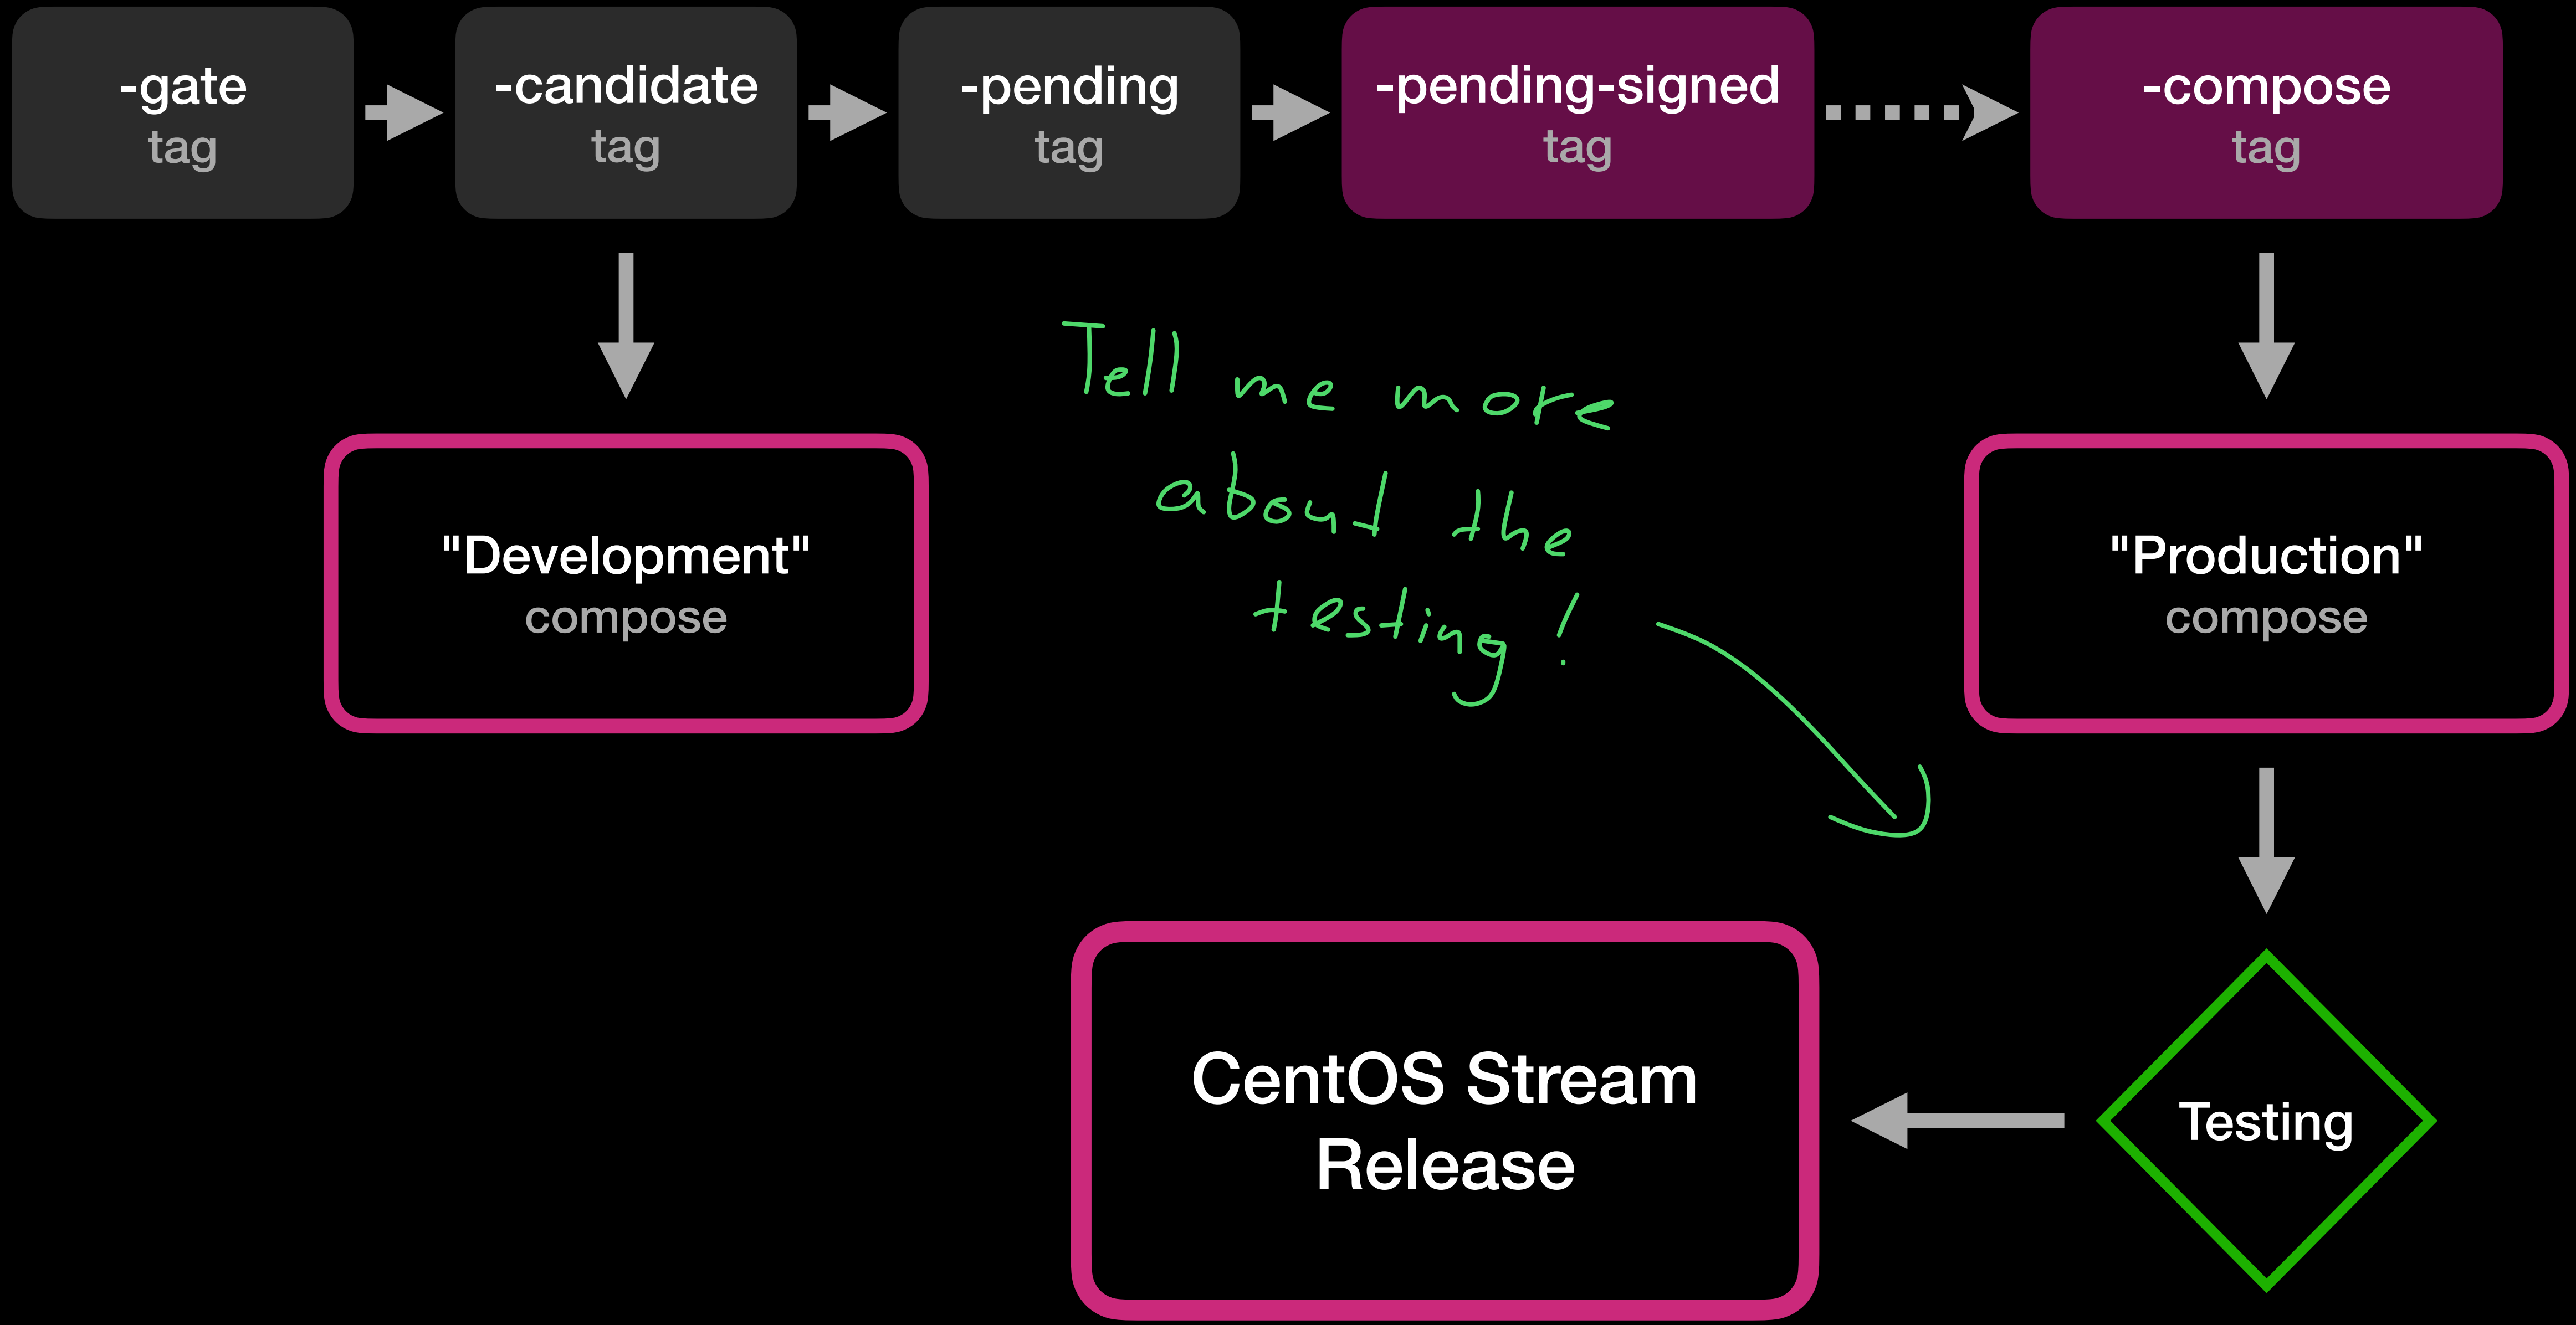 -gate
tag
-candidate
tag
-pending
tag
-pending-signed
tag
-compose
tag
"Development"
compose
Tell me more
about the
testing!
"Production"
compose
CentOS Stream
Release
Testing